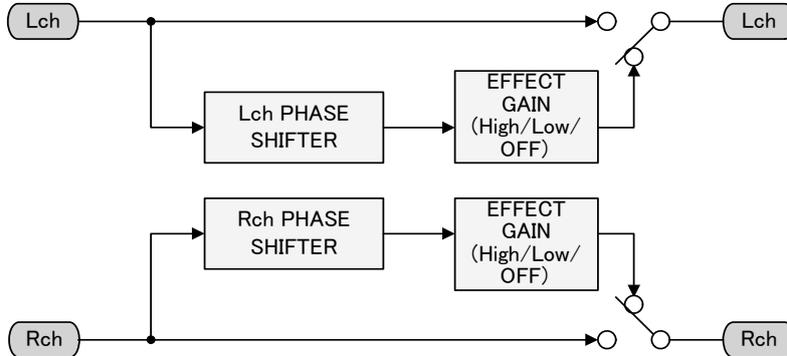 Lch
Lch
Lch PHASE
SHIFTER
EFFECT
GAIN
(High/Low/
OFF)
Rch PHASE
SHIFTER
EFFECT
GAIN
(High/Low/
OFF)
Rch
Rch